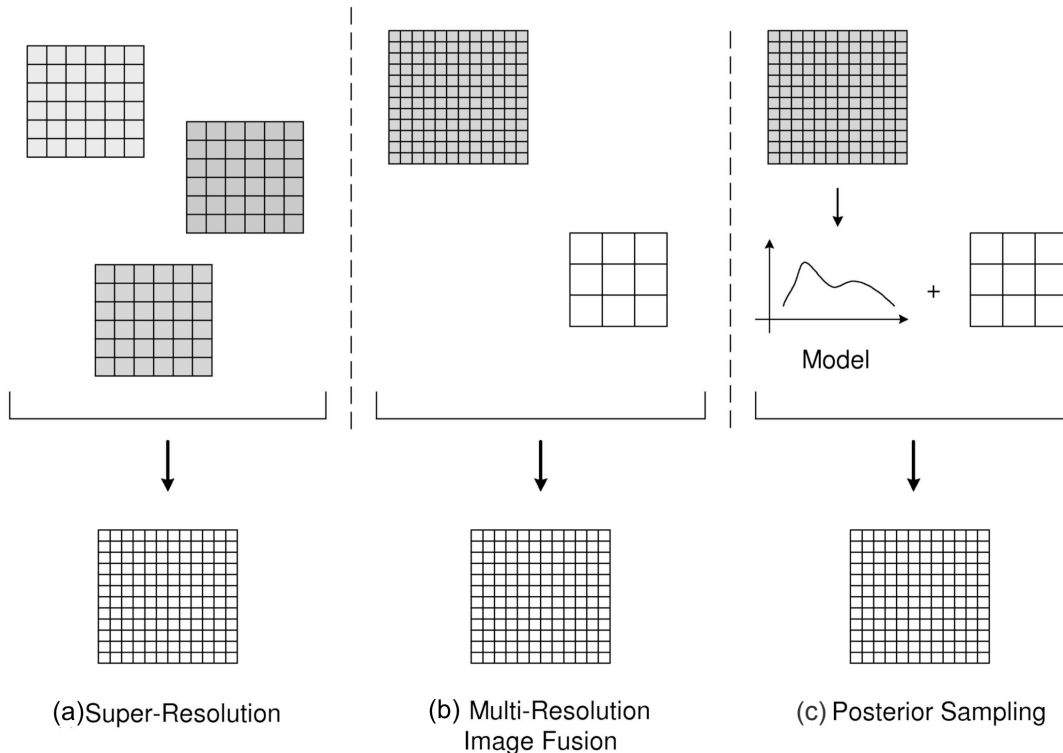 +
Model
(a)Super-Resolution
(b) Multi-Resolution
Image Fusion
(c) Posterior Sampling